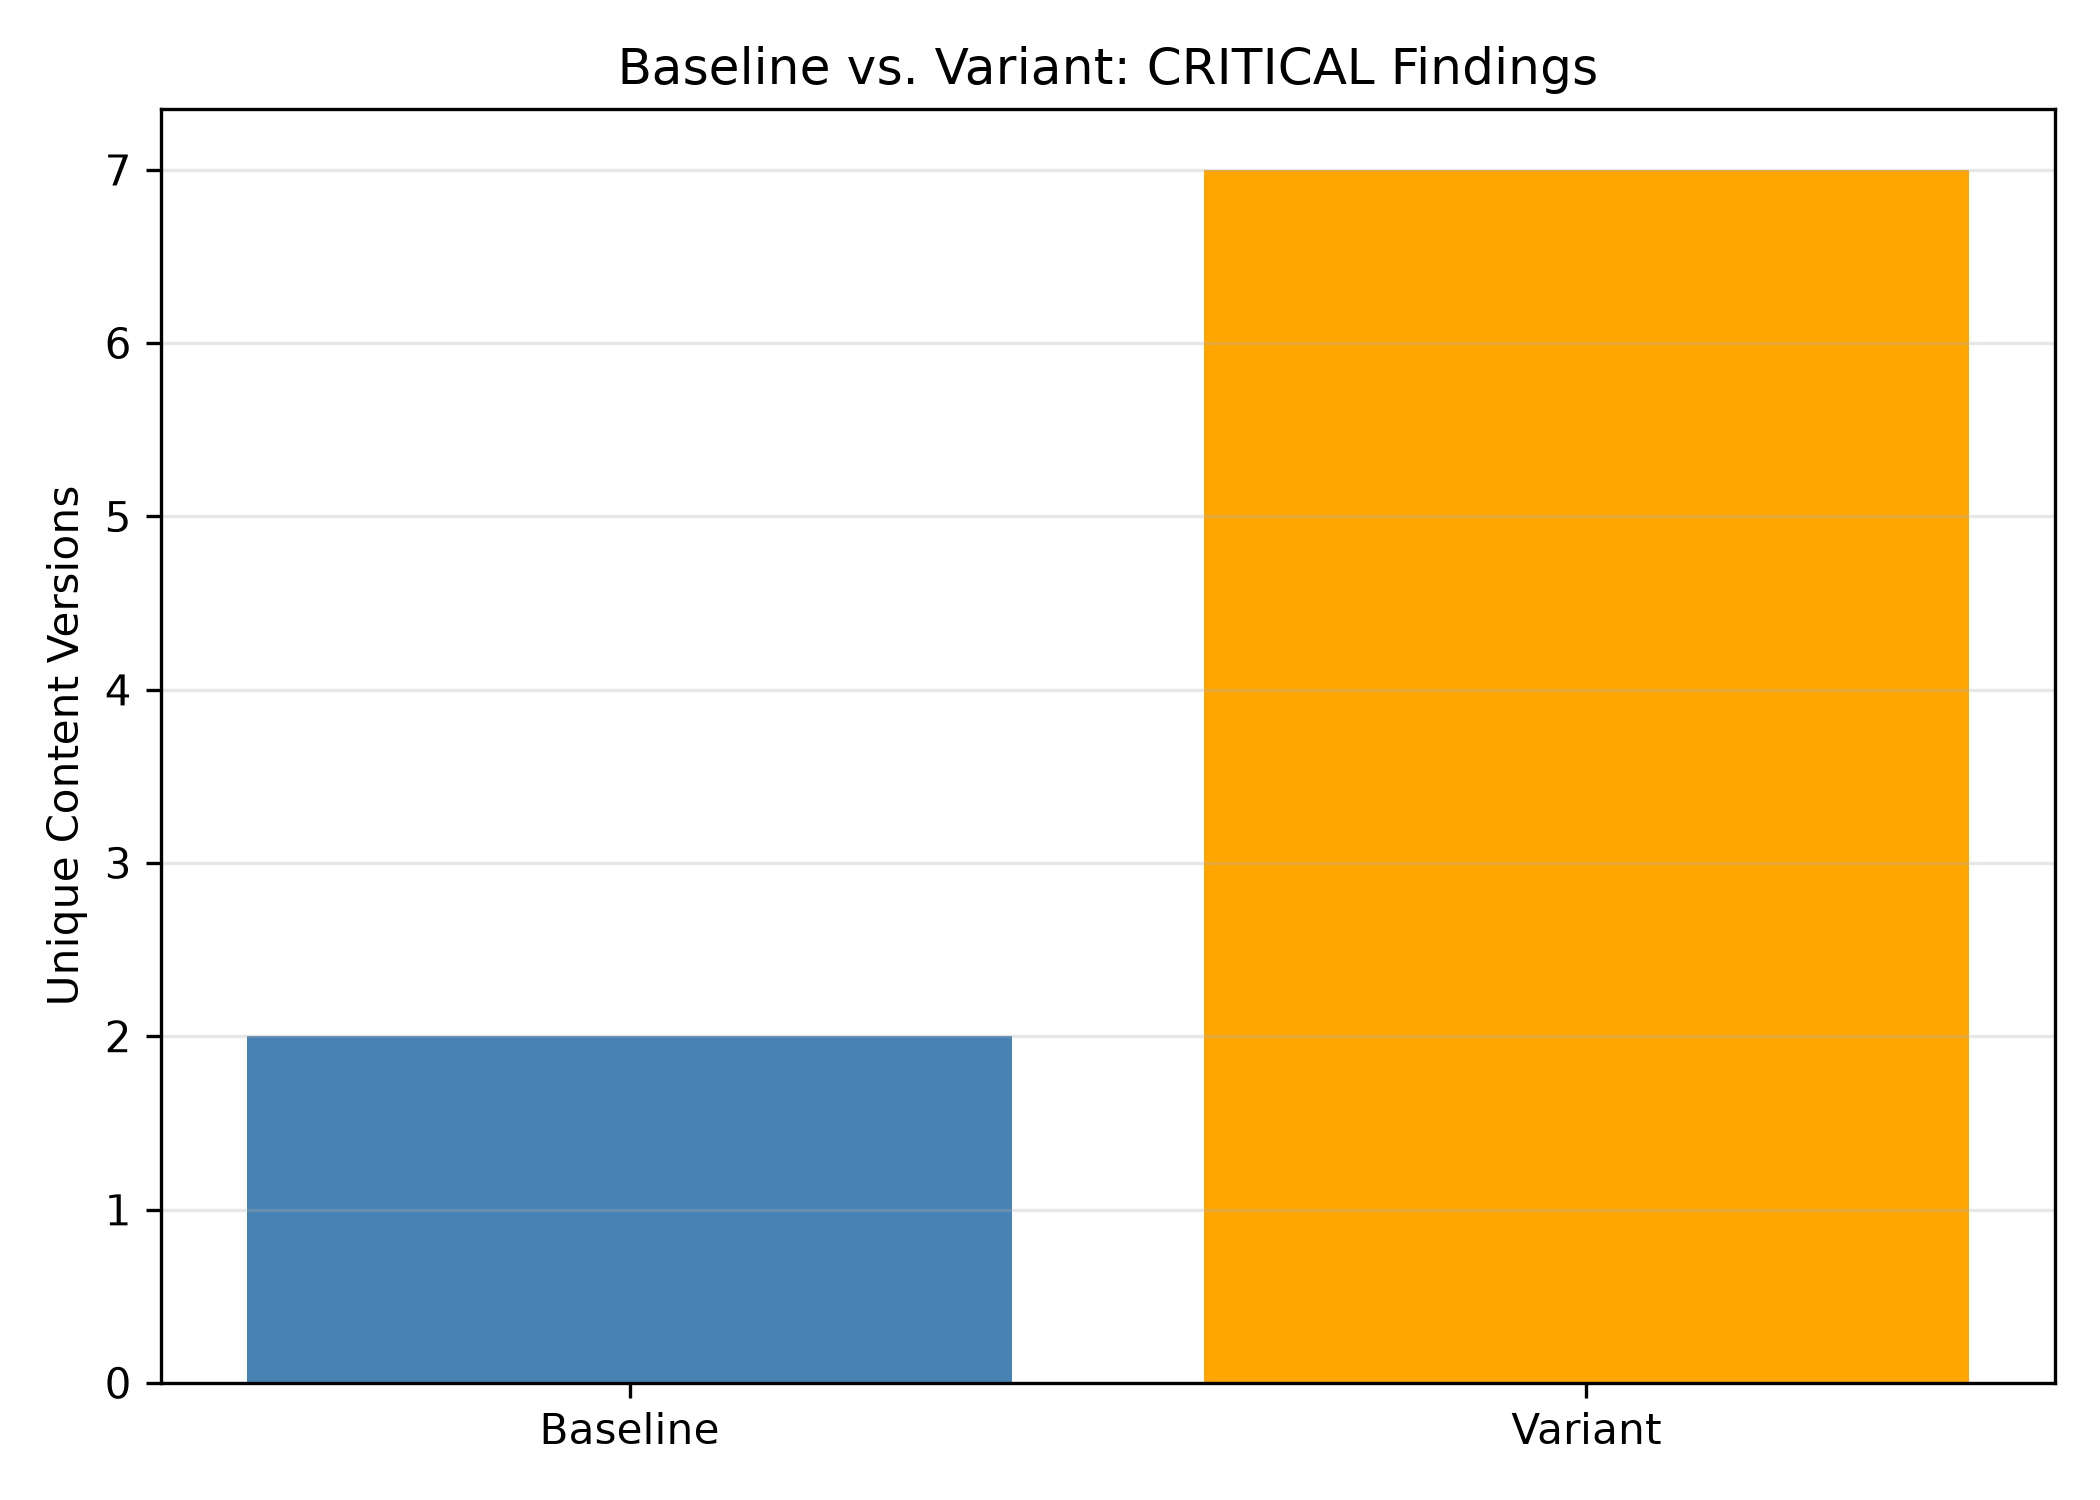 Baseline vs. Variant: CRITICAL Findings
Unique Content Versions
7
6
5
4
3
2
1
0
Baseline
Variant